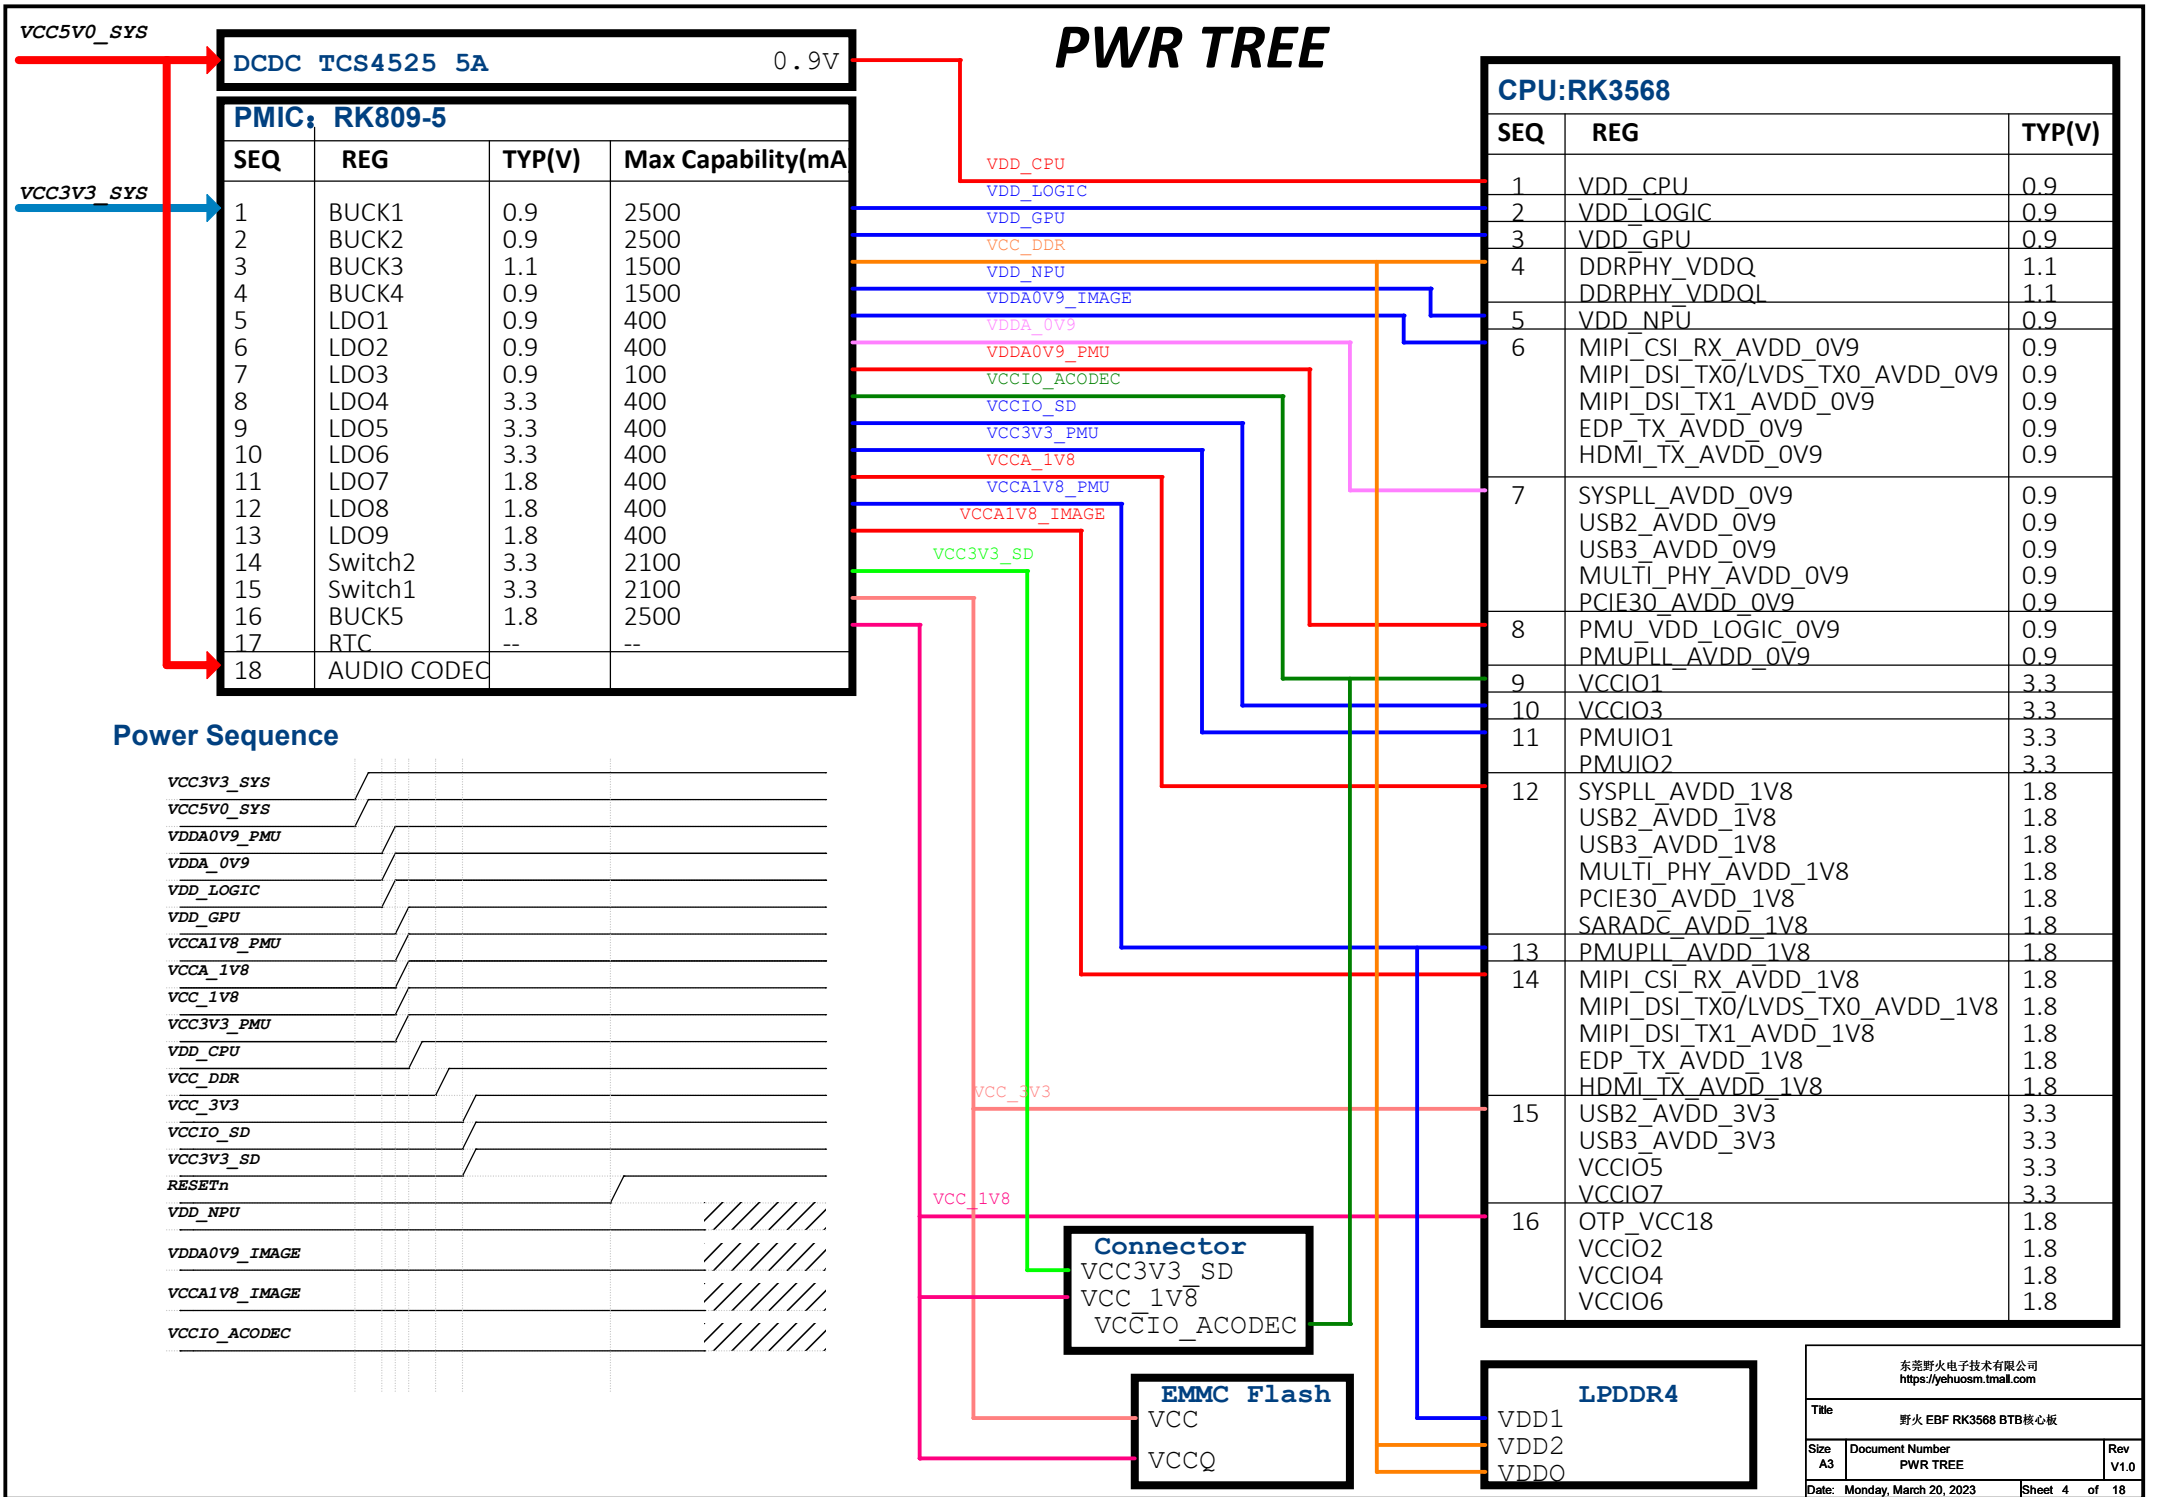 PWR TREE
VCC5V0_SYS
DCDC TCS4525 5A 0.9V
PMIC：RK809-5
SEQ REG TYP(V) Max Capability(mA
VCC3V3_SYS
1 BUCK1 0.9 2500
2 BUCK2 0.9 2500
3 BUCK3 1.1 1500
4 BUCK4 0.9 1500
5 LDO1 0.9 400
6 LDO2 0.9 400
7 LDO3 0.9 100
8 LDO4 3.3 400
9 LDO5 3.3 400
10 LDO6 3.3 400
11 LDO7 1.8 400
12 LDO8 1.8 400
13 LDO9 1.8 400
14 Switch2 3.3 2100
15 Switch1 3.3 2100
16 BUCK5 1.8 2500
17 RTC -- --
18 AUDIO CODEC
VDD_CPU
VDD_LOGIC
VDD_GPU
VCC_DDR
VDD_NPU
VDDA0V9_IMAGE
VDDA_0V9
VDDA0V9_PMU
VCCIO_ACODEC
VCCIO_SD
VCC3V3_PMU
VCCA_1V8
VCCA1V8_PMU
VCCA1V8_IMAGE
VCC3V3_SD
VCC_3V3
VCC_1V8
CPU:RK3568
SEQ REG TYP(V)
1 VDD_CPU 0.9
2 VDD_LOGIC 0.9
3 VDD_GPU 0.9
4 DDRPHY_VDDQ 1.1
DDRPHY_VDDQL 1.1
5 VDD_NPU 0.9
6 MIPI_CSI_RX_AVDD_0V9 0.9
MIPI_DSI_TX0/LVDS_TX0_AVDD_0V9 0.9
MIPI_DSI_TX1_AVDD_0V9 0.9
EDP_TX_AVDD_0V9 0.9
HDMI_TX_AVDD_0V9 0.9
7 SYSPLL_AVDD_0V9 0.9
USB2_AVDD_0V9 0.9
USB3_AVDD_0V9 0.9
MULTI_PHY_AVDD_0V9 0.9
PCIE30_AVDD_0V9 0.9
8 PMU_VDD_LOGIC_0V9 0.9
PMUPLL_AVDD_0V9 0.9
9 VCCIO1 3.3
10 VCCIO3 3.3
11 PMUIO1 3.3
PMUIO2 3.3
12 SYSPLL_AVDD_1V8 1.8
USB2_AVDD_1V8 1.8
USB3_AVDD_1V8 1.8
MULTI_PHY_AVDD_1V8 1.8
PCIE30_AVDD_1V8 1.8
SARADC_AVDD_1V8 1.8
13 PMUPLL_AVDD_1V8 1.8
14 MIPI_CSI_RX_AVDD_1V8 1.8
MIPI_DSI_TX0/LVDS_TX0_AVDD_1V8 1.8
MIPI_DSI_TX1_AVDD_1V8 1.8
EDP_TX_AVDD_1V8 1.8
HDMI_TX_AVDD_1V8 1.8
15 USB2_AVDD_3V3 3.3
USB3_AVDD_3V3 3.3
VCCIO5 3.3
VCCIO7 3.3
16 OTP_VCC18 1.8
VCCIO2 1.8
VCCIO4 1.8
VCCIO6 1.8
Power Sequence
VCC3V3_SYS
VCC5V0_SYS
VDDA0V9_PMU
VDDA_0V9
VDD_LOGIC
VDD_GPU
VCCA1V8_PMU
VCCA_1V8
VCC_1V8
VCC3V3_PMU
VDD_CPU
VCC_DDR
VCC_3V3
VCCIO_SD
VCC3V3_SD
RESETn
VDD_NPU
VDDA0V9_IMAGE
VCCA1V8_IMAGE
VCCIO_ACODEC
Connector
VCC3V3_SD
VCC_1V8
VCCIO_ACODEC
EMMC Flash
VCC
VCCQ
LPDDR4
VDD1
VDD2
VDDO
东莞野火电子技术有限公司
https://yehuosm.tmall.com
Title
野火 EBF RK3568 BTB核心板
Size Document Number Rev
A3 PWR TREE V1.0
Date: Monday, March 20, 2023 Sheet 4 of 18